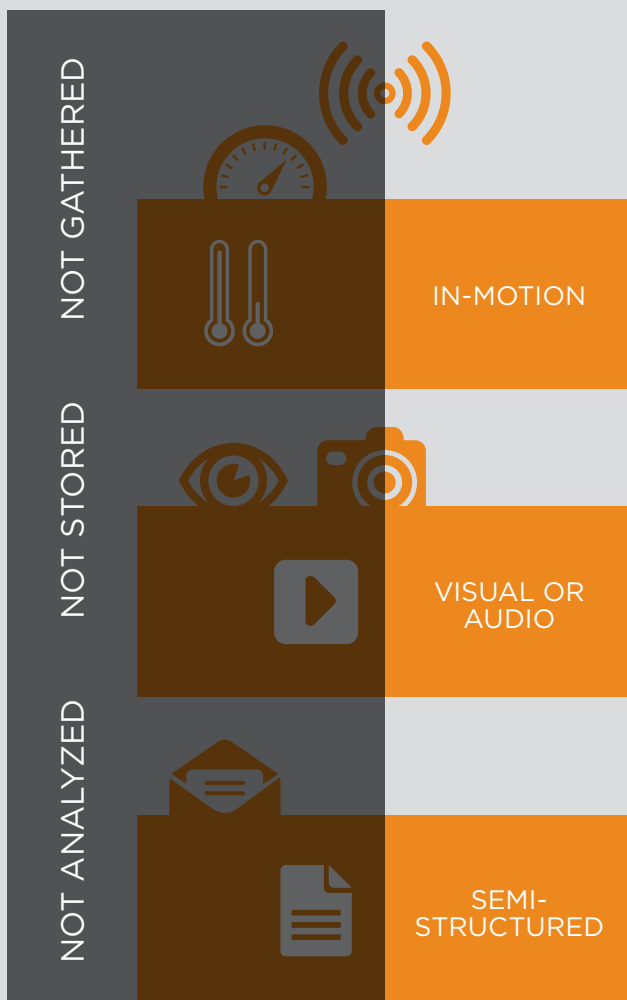 NOT GATHERED
IN-MOTION
NOT STORED
VISUAL OR
AUDIO
NOT ANALYZED
SEMI-
STRUCTURED